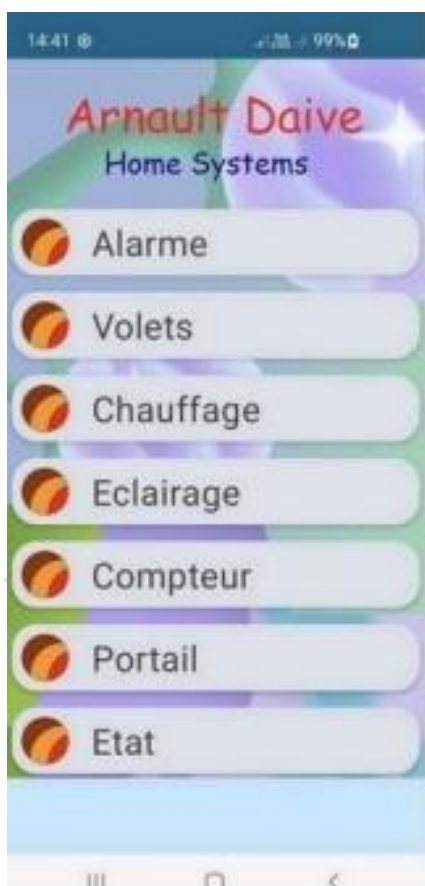 14:41
99%
Arnault Daive
Home Systems
Alarme
Volets
Chauffage
Eclairage
Compteur
Portail
Etat